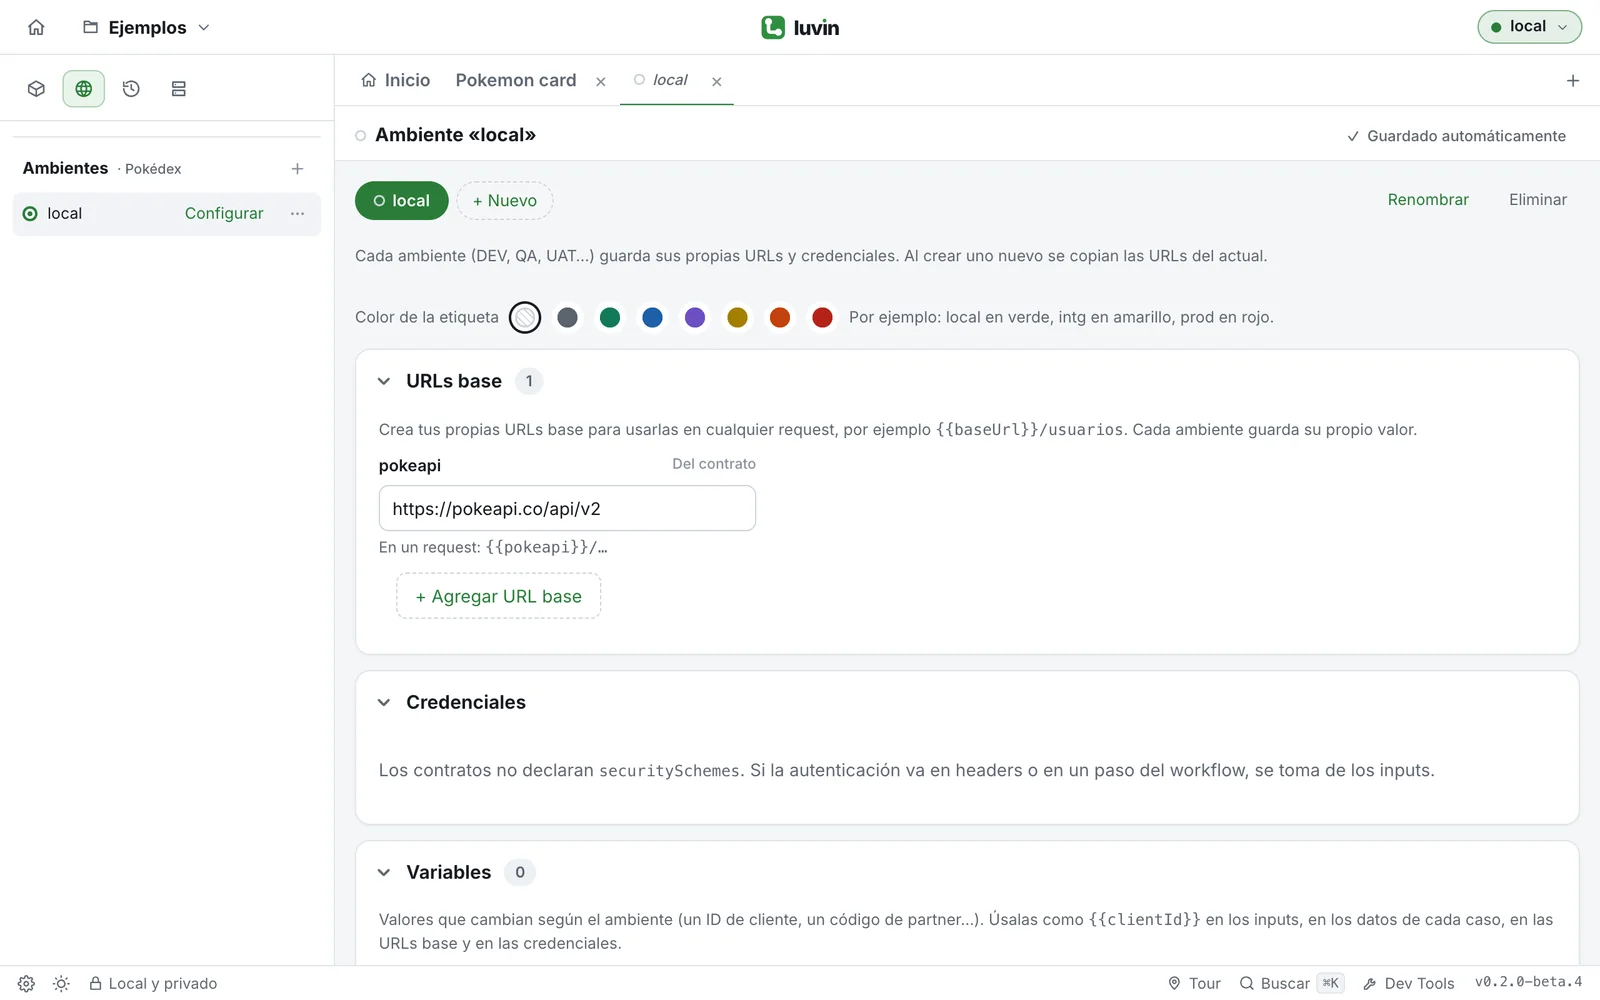 Ejemplos
luvin
local
Inicio
Pokemon card
local
Ambiente «local»
Guardado automáticamente
Ambientes · Pokédex
local
Configurar
local
+ Nuevo
Renombrar
Eliminar
Cada ambiente (DEV, QA, UAT...) guarda sus propias URLs y credenciales. Al crear uno nuevo se copian las URLs del actual.
Color de la etiqueta
Por ejemplo: local en verde, intg en amarillo, prod en rojo.
URLs base 1
Crea tus propias URLs base para usarlas en cualquier request, por ejemplo {{baseUrl}}/usuarios. Cada ambiente guarda su propio valor.
pokeapi
Del contrato
https://pokeapi.co/api/v2
En un request: {{pokeapi}}/…
+ Agregar URL base
Credenciales
Los contratos no declaran securitySchemes. Si la autenticación va en headers o en un paso del workflow, se toma de los inputs.
Variables 0
Valores que cambian según el ambiente (un ID de cliente, un código de partner...). Úsalas como {{clientId}} en los inputs, en los datos de cada caso, en las
URLs base y en las credenciales.
Local y privado
Tour
Buscar ⌘K
Dev Tools
v0.2.0-beta.4